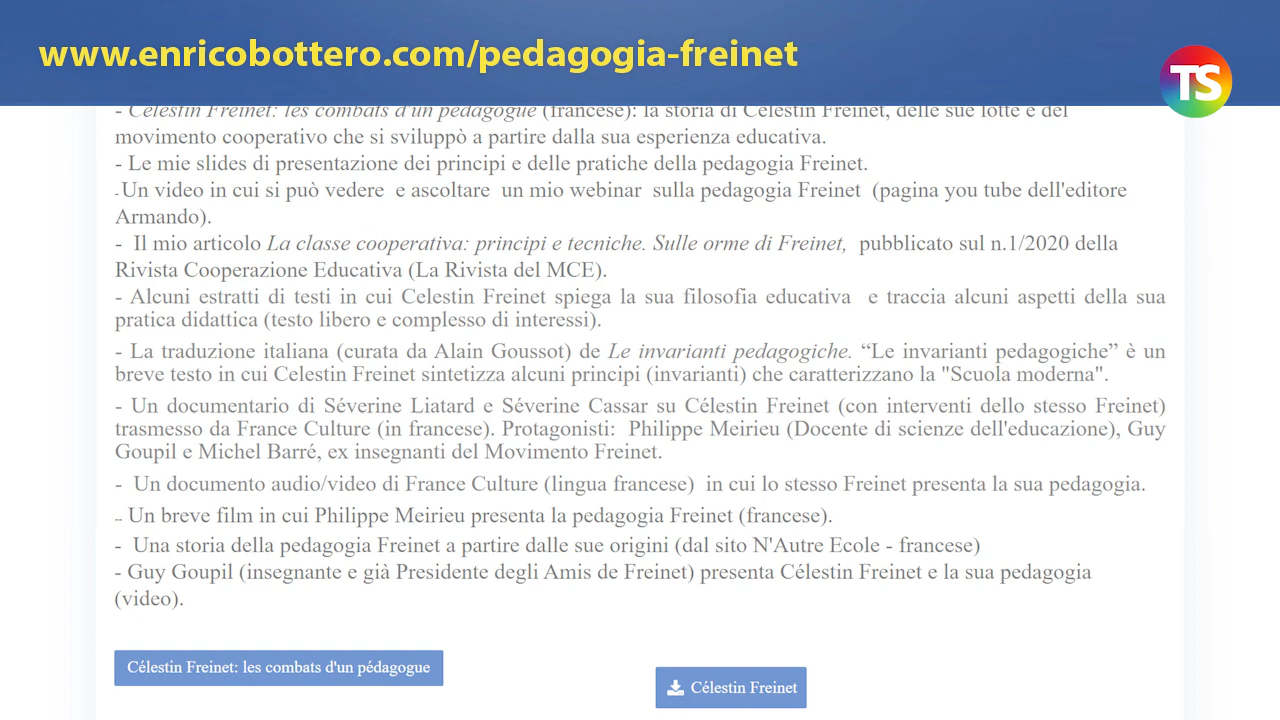 www.enricobottero.com/pedagogia-freinet
TS
- Célestin Freinet: les combats d'un pédagogue (francese): la storia di Célestin Freinet, delle sue lotte e del
movimento cooperativo che si sviluppò a partire dalla sua esperienza educativa.
- Le mie slides di presentazione dei principi e delle pratiche della pedagogia Freinet.
- Un video in cui si può vedere e ascoltare un mio webinar sulla pedagogia Freinet (pagina you tube dell'editore
Armando).
- Il mio articolo La classe cooperativa: principi e tecniche. Sulle orme di Freinet, pubblicato sul n.1/2020 della
Rivista Cooperazione Educativa (La Rivista del MCE).
- Alcuni estratti di testi in cui Celestin Freinet spiega la sua filosofia educativa e traccia alcuni aspetti della sua
pratica didattica (testo libero e complesso di interessi).
- La traduzione italiana (curata da Alain Goussot) de Le invarianti pedagogiche. “Le invarianti pedagogiche” è un
breve testo in cui Celestin Freinet sintetizza alcuni principi (invarianti) che caratterizzano la "Scuola moderna".
- Un documentario di Séverine Liatard e Séverine Cassar su Célestin Freinet (con interventi dello stesso Freinet)
trasmesso da France Culture (in francese). Protagonisti: Philippe Meirieu (Docente di scienze dell'educazione), Guy
Goupil e Michel Barré, ex insegnanti del Movimento Freinet.
- Un documento audio/video di France Culture (lingua francese) in cui lo stesso Freinet presenta la sua pedagogia.
-- Un breve film in cui Philippe Meirieu presenta la pedagogia Freinet (francese).
- Una storia della pedagogia Freinet a partire dalle sue origini (dal sito N'Autre Ecole - francese)
- Guy Goupil (insegnante e già Presidente degli Amis de Freinet) presenta Célestin Freinet e la sua pedagogia
(video).
Célestin Freinet: les combats d'un pédagogue
Célestin Freinet